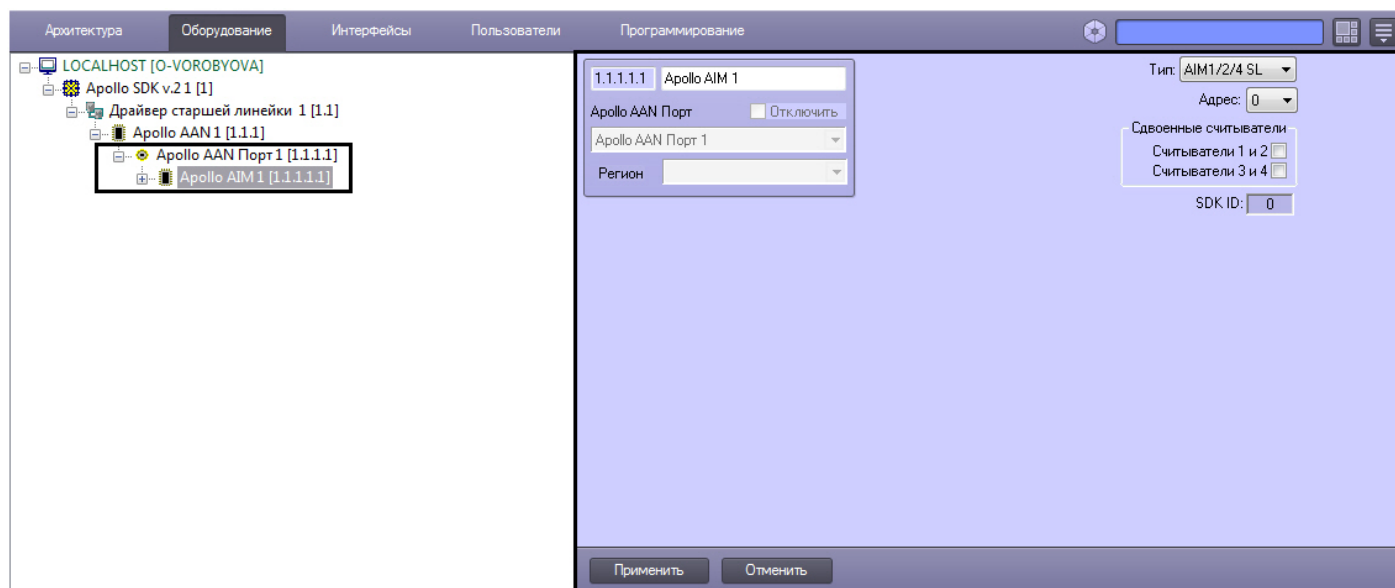 Архитектура Оборудование Интерфейсы Пользователи Программирование
LOCALHOST [O-VOROBYOVA]
Apollo SDK v.2 1 [1]
Драйвер старшей линейки 1 [1.1]
Apollo AAN 1 [1.1.1]
Apollo AAN Порт 1 [1.1.1.1]
Apollo AIM 1 [1.1.1.1.1]
1.1.1.1.1 Apollo AIM 1
Apollo AAN Порт Отключить
Apollo AAN Порт 1
Регион
Тип: AIM1/2/4 SL
Адрес: 0
Сдвоенные считыватели
Считыватели 1 и 2
Считыватели 3 и 4
SDK ID: 0
Применить Отменить